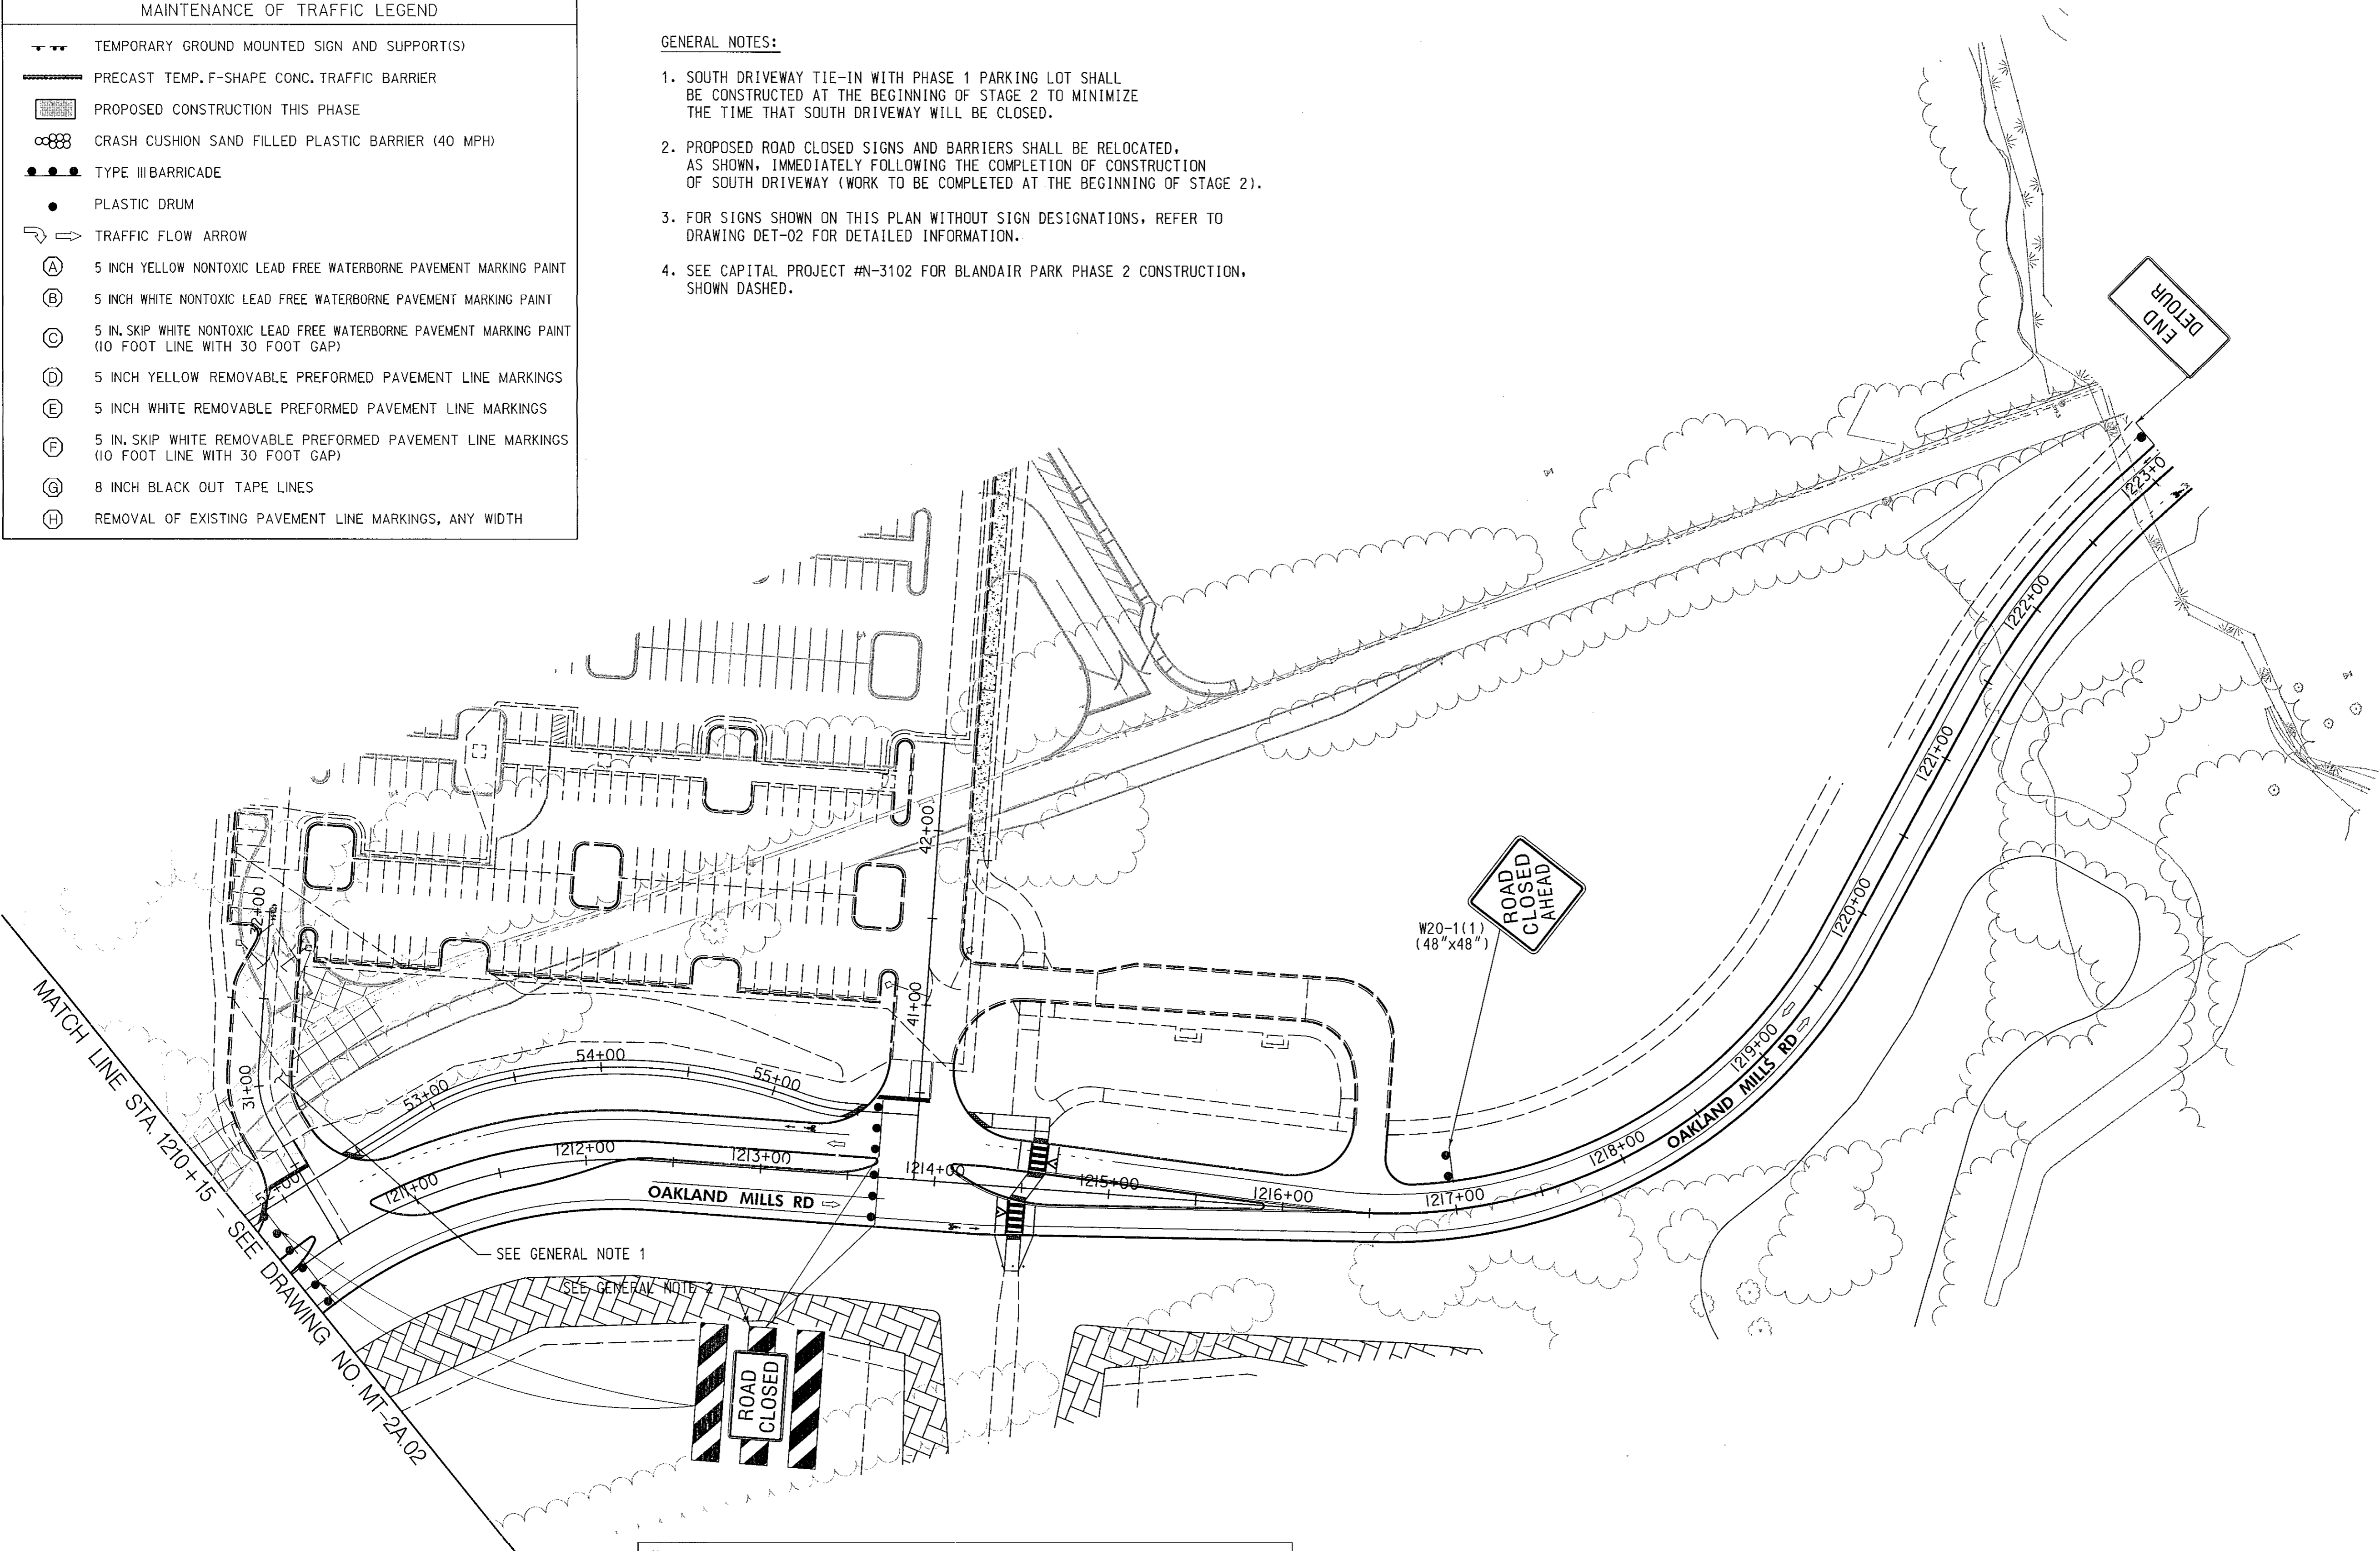 MAINTENANCE OF TRAFFIC LEGEND
TEMPORARY GROUND MOUNTED SIGN AND SUPPORT(S)
PRECAST TEMP. F-SHAPE CONC. TRAFFIC BARRIER
PROPOSED CONSTRUCTION THIS PHASE
CRASH CUSHION SAND FILLED PLASTIC BARRIER (40 MPH)
TYPE III BARRICADE
PLASTIC DRUM
TRAFFIC FLOW ARROW
A 5 INCH YELLOW NONTOXIC LEAD FREE WATERBORNE PAVEMENT MARKING PAINT
B 5 INCH WHITE NONTOXIC LEAD FREE WATERBORNE PAVEMENT MARKING PAINT
C 5 IN. SKIP WHITE NONTOXIC LEAD FREE WATERBORNE PAVEMENT MARKING PAINT
(10 FOOT LINE WITH 30 FOOT GAP)
D 5 INCH YELLOW REMOVABLE PREFORMED PAVEMENT LINE MARKINGS
E 5 INCH WHITE REMOVABLE PREFORMED PAVEMENT LINE MARKINGS
F 5 IN. SKIP WHITE REMOVABLE PREFORMED PAVEMENT LINE MARKINGS
(10 FOOT LINE WITH 30 FOOT GAP)
G 8 INCH BLACK OUT TAPE LINES
H REMOVAL OF EXISTING PAVEMENT LINE MARKINGS, ANY WIDTH
GENERAL NOTES:
1. SOUTH DRIVEWAY TIE-IN WITH PHASE 1 PARKING LOT SHALL
BE CONSTRUCTED AT THE BEGINNING OF STAGE 2 TO MINIMIZE
THE TIME THAT SOUTH DRIVEWAY WILL BE CLOSED.
2. PROPOSED ROAD CLOSED SIGNS AND BARRIERS SHALL BE RELOCATED,
AS SHOWN, IMMEDIATELY FOLLOWING THE COMPLETION OF CONSTRUCTION
OF SOUTH DRIVEWAY (WORK TO BE COMPLETED AT THE BEGINNING OF STAGE 2).
3. FOR SIGNS SHOWN ON THIS PLAN WITHOUT SIGN DESIGNATIONS, REFER TO
DRAWING DET-02 FOR DETAILED INFORMATION.
4. SEE CAPITAL PROJECT #N-3102 FOR BLANDAIR PARK PHASE 2 CONSTRUCTION,
SHOWN DASHED.
END
DETOUR
1223+0
1222+00
1221+00
1220+00
1219+00
OAKLAND MILLS RD
1218+00
1217+00
1216+00
1215+00
1214+00
1213+00
1212+00
1211+00
ROAD
CLOSED
AHEAD
W20-1(1)
(48"x48")
42+00
41+00
32+00
31+00
52+00
53+00
54+00
55+00
OAKLAND MILLS RD
SEE GENERAL NOTE 1
SEE GENERAL NOTE 2
ROAD
CLOSED
MATCH LINE STA. 1210+15 - SEE DRAWING NO. MT-2A.02